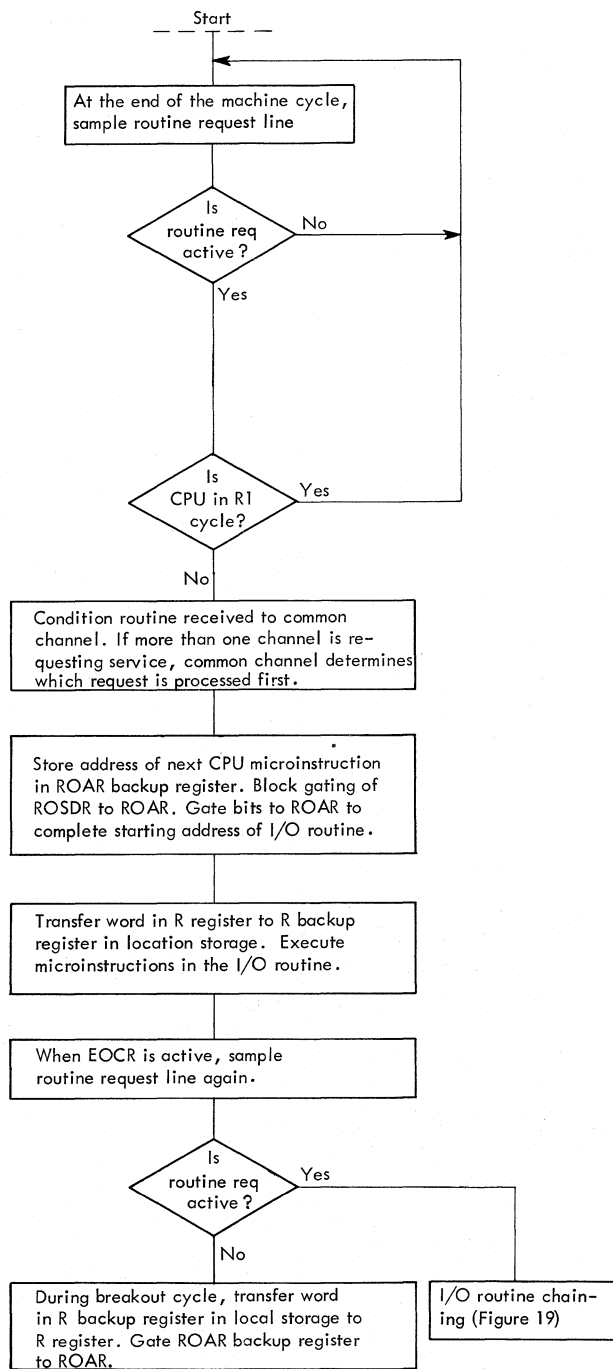 Start
At the end of the machine cycle,
sample routine request line
Is
routine req
active?
No
Yes
Is
CPU in R1
cycle?
Yes
No
Condition routine received to common
channel. If more than one channel is re-
questing service, common channel determines
which request is processed first.
Store address of next CPU microinstruction
in ROAR backup register. Block gating of
ROSDR to ROAR. Gate bits to ROAR to
complete starting address of I/O routine.
Transfer word in R register to R backup
register in location storage. Execute
microinstructions in the I/O routine.
When EOCR is active, sample
routine request line again.
Is
routine req
active?
Yes
No
During breakout cycle, transfer word
in R backup register in local storage to
R register. Gate ROAR backup register
to ROAR.
I/O routine chain-
ing (Figure 19)